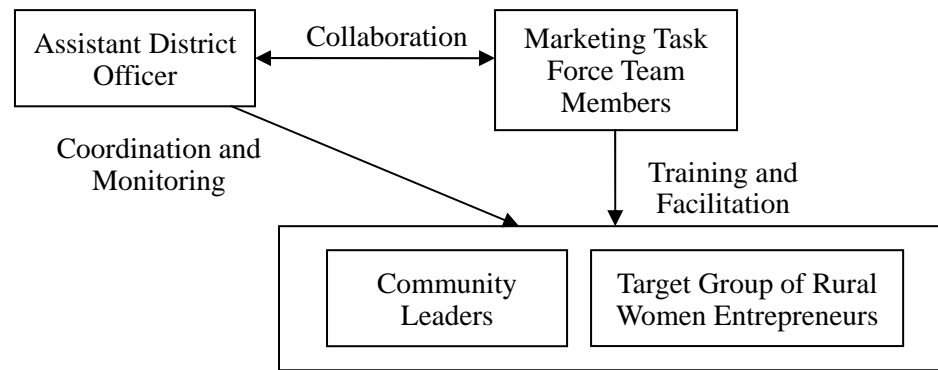 Assistant District
Officer
Collaboration
Marketing Task
Force Team
Members
Coordination and
Monitoring
Training and
Facilitation
Community
Leaders
Target Group of Rural
Women Entrepreneurs